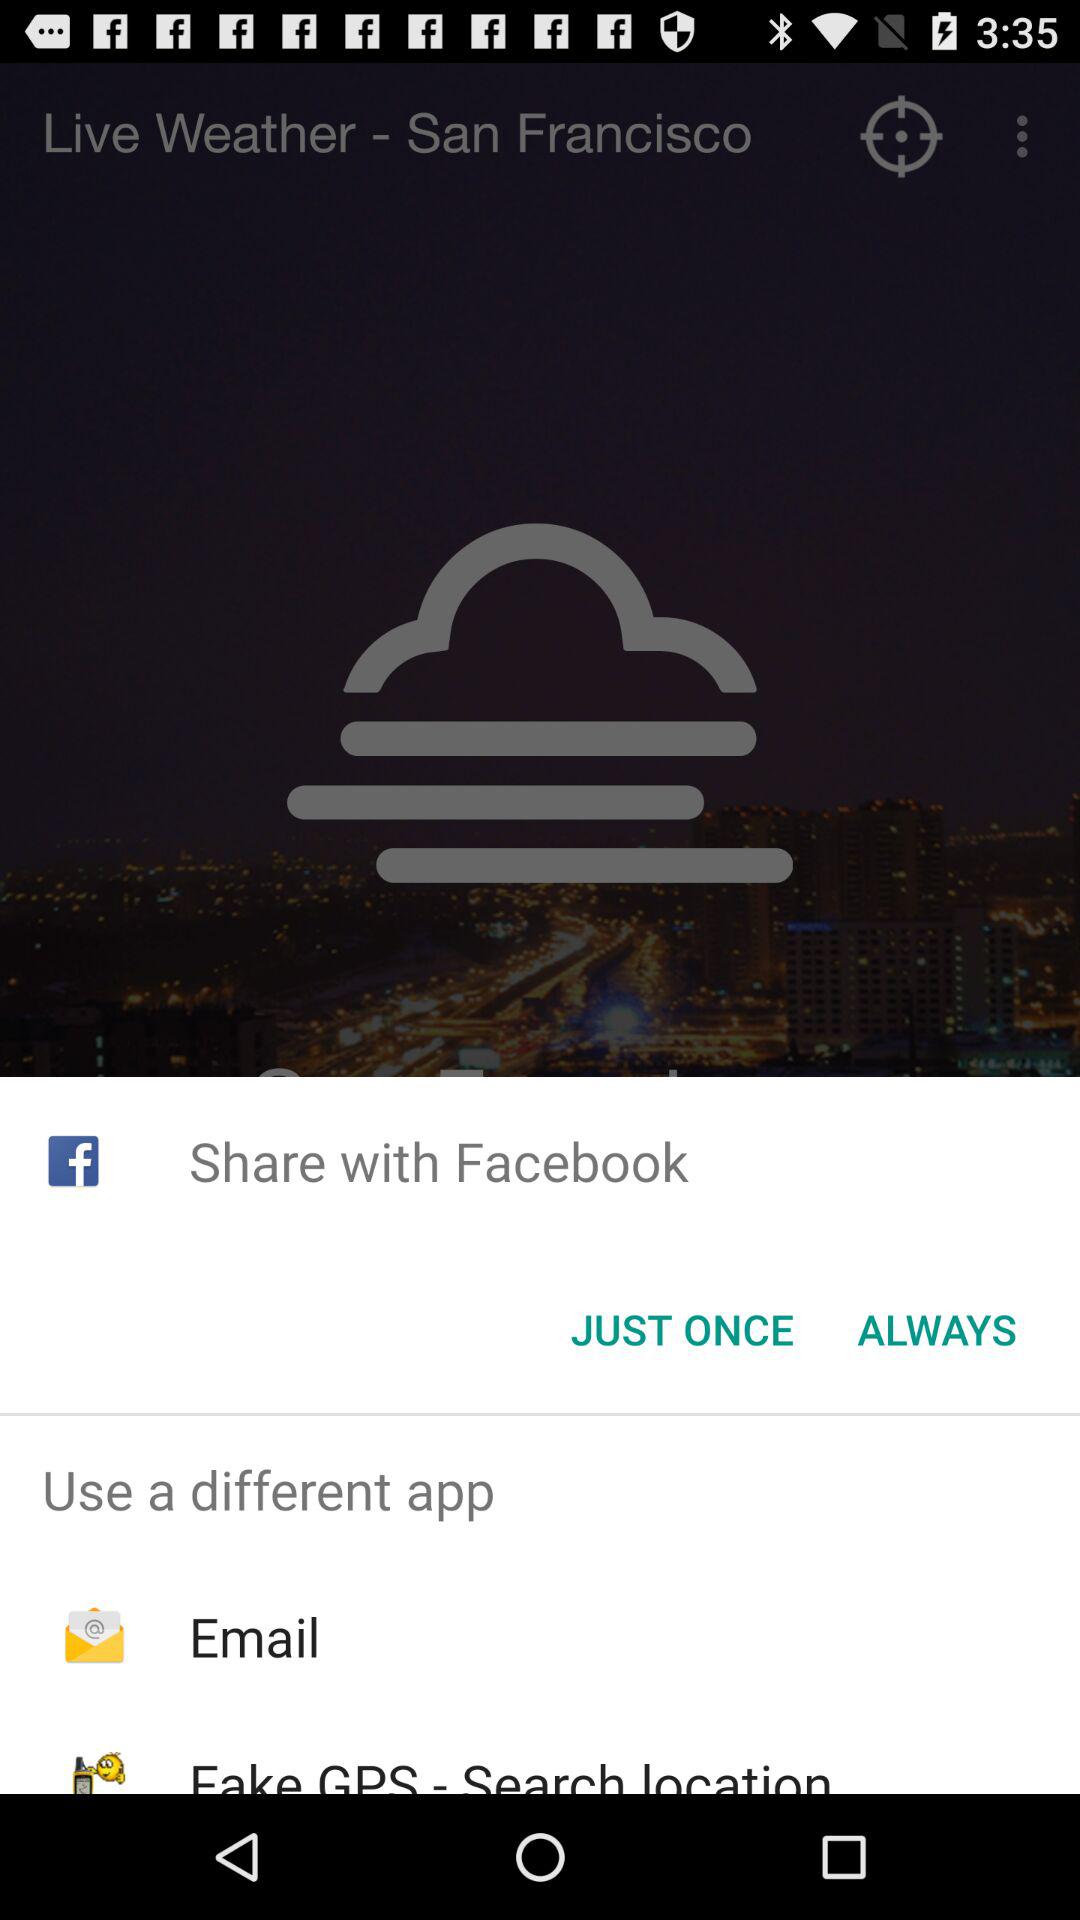 3:35
Live Weather - San Francisco
Share with Facebook
JUST ONCE ALWAYS
Use a different app
Email
Fake GPS - Search location